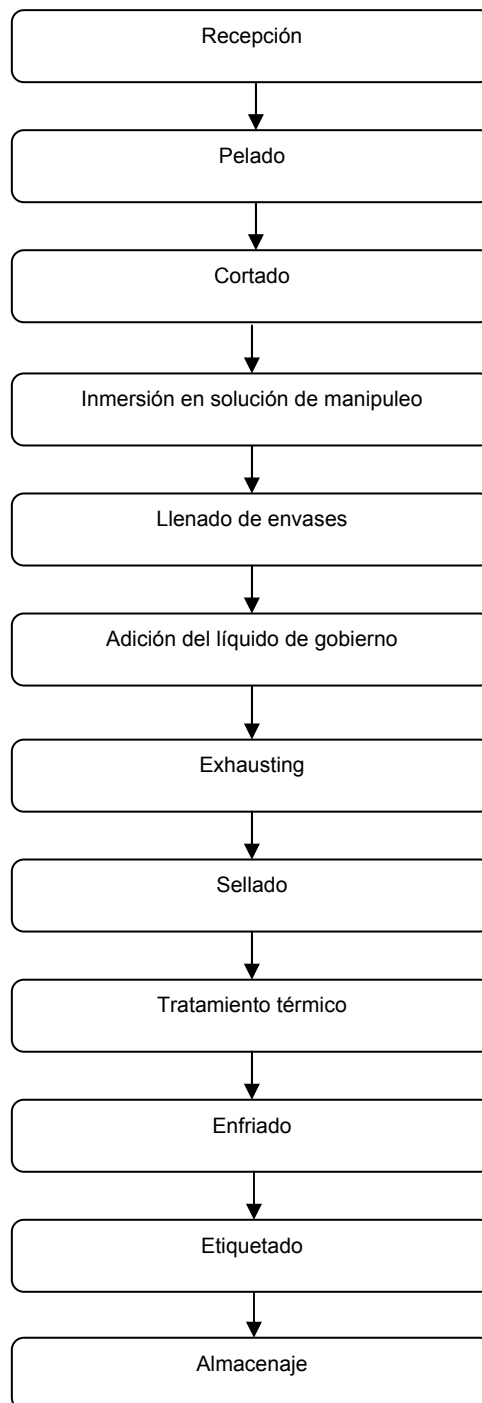 Recepción
Pelado
Cortado
Inmersión en solución de manipuleo
Llenado de envases
Adición del líquido de gobierno
Exhausting
Sellado
Tratamiento térmico
Enfriado
Etiquetado
Almacenaje